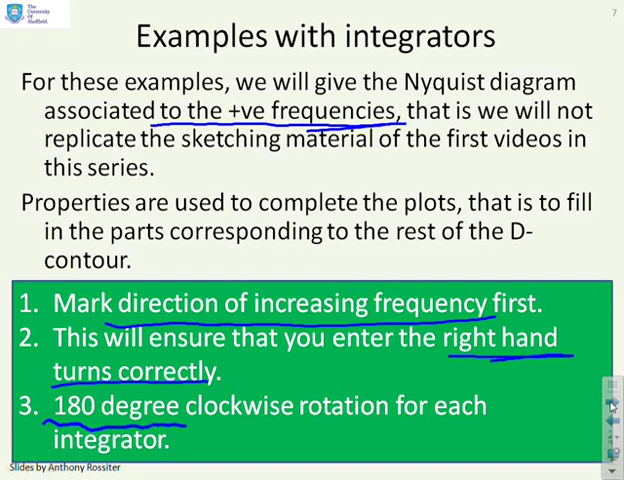 The
University
Of
Sheffield.
7
Examples with integrators
For these examples, we will give the Nyquist diagram
associated to the +ve frequencies, that is we will not
replicate the sketching material of the first videos in
this series.
Properties are used to complete the plots, that is to fill
in the parts corresponding to the rest of the D-
contour.
1. Mark direction of increasing frequency first.
2. This will ensure that you enter the right hand
turns correctly.
3. 180 degree clockwise rotation for each
integrator.
Slides by Anthony Rossiter